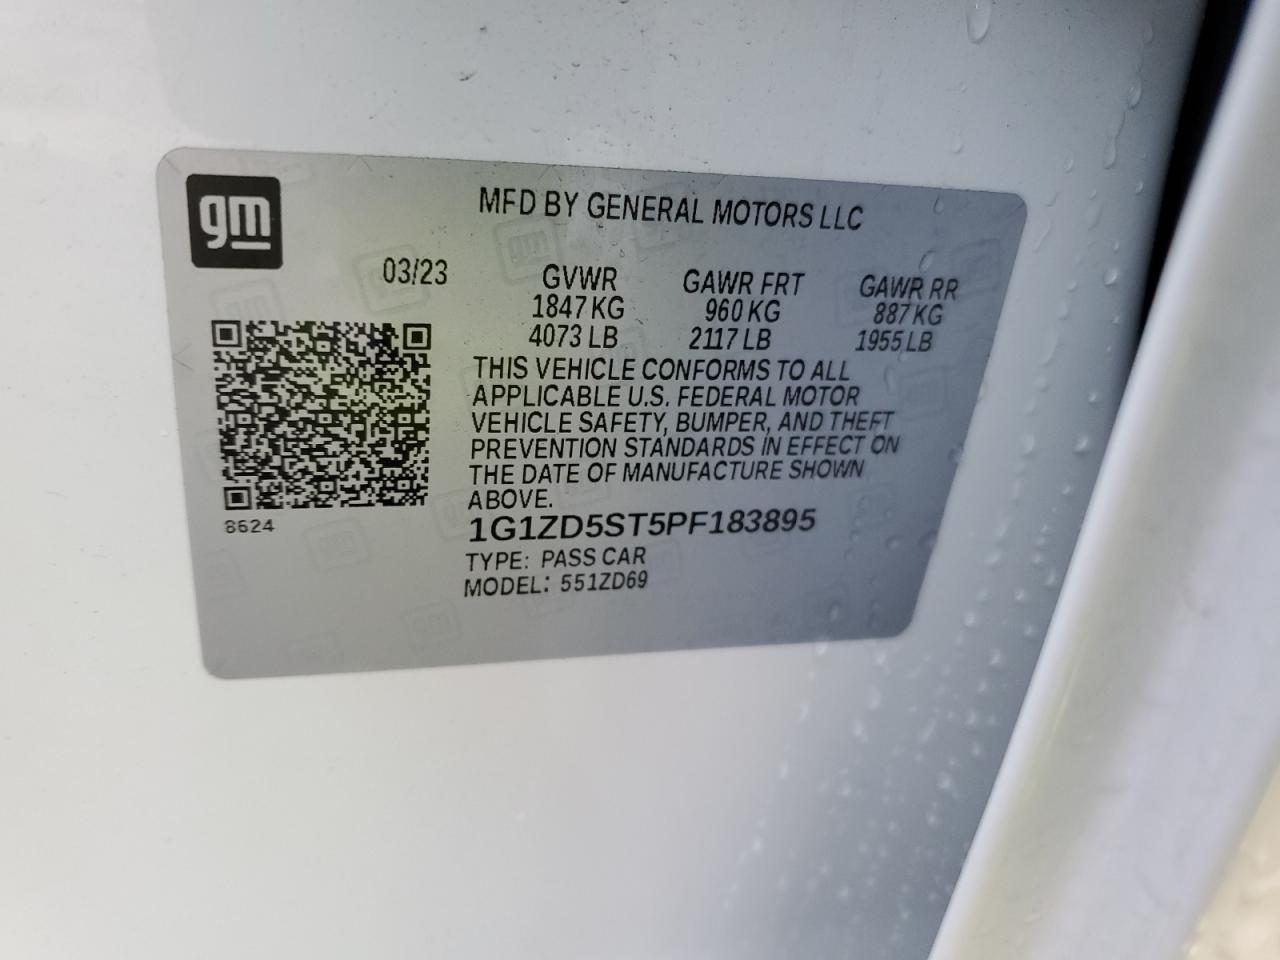 gm
MFD BY GENERAL MOTORS LLC
03/23 GVWR GAWR FRT GAWR RR
1847 KG 960 KG 887 KG
4073 LB 2117 LB 1955 LB
THIS VEHICLE CONFORMS TO ALL
APPLICABLE U.S. FEDERAL MOTOR
VEHICLE SAFETY, BUMPER, AND THEFT
PREVENTION STANDARDS IN EFFECT ON
THE DATE OF MANUFACTURE SHOWN
ABOVE.
8624
1G1ZD5ST5PF183895
TYPE: PASS CAR
MODEL: 551ZD69